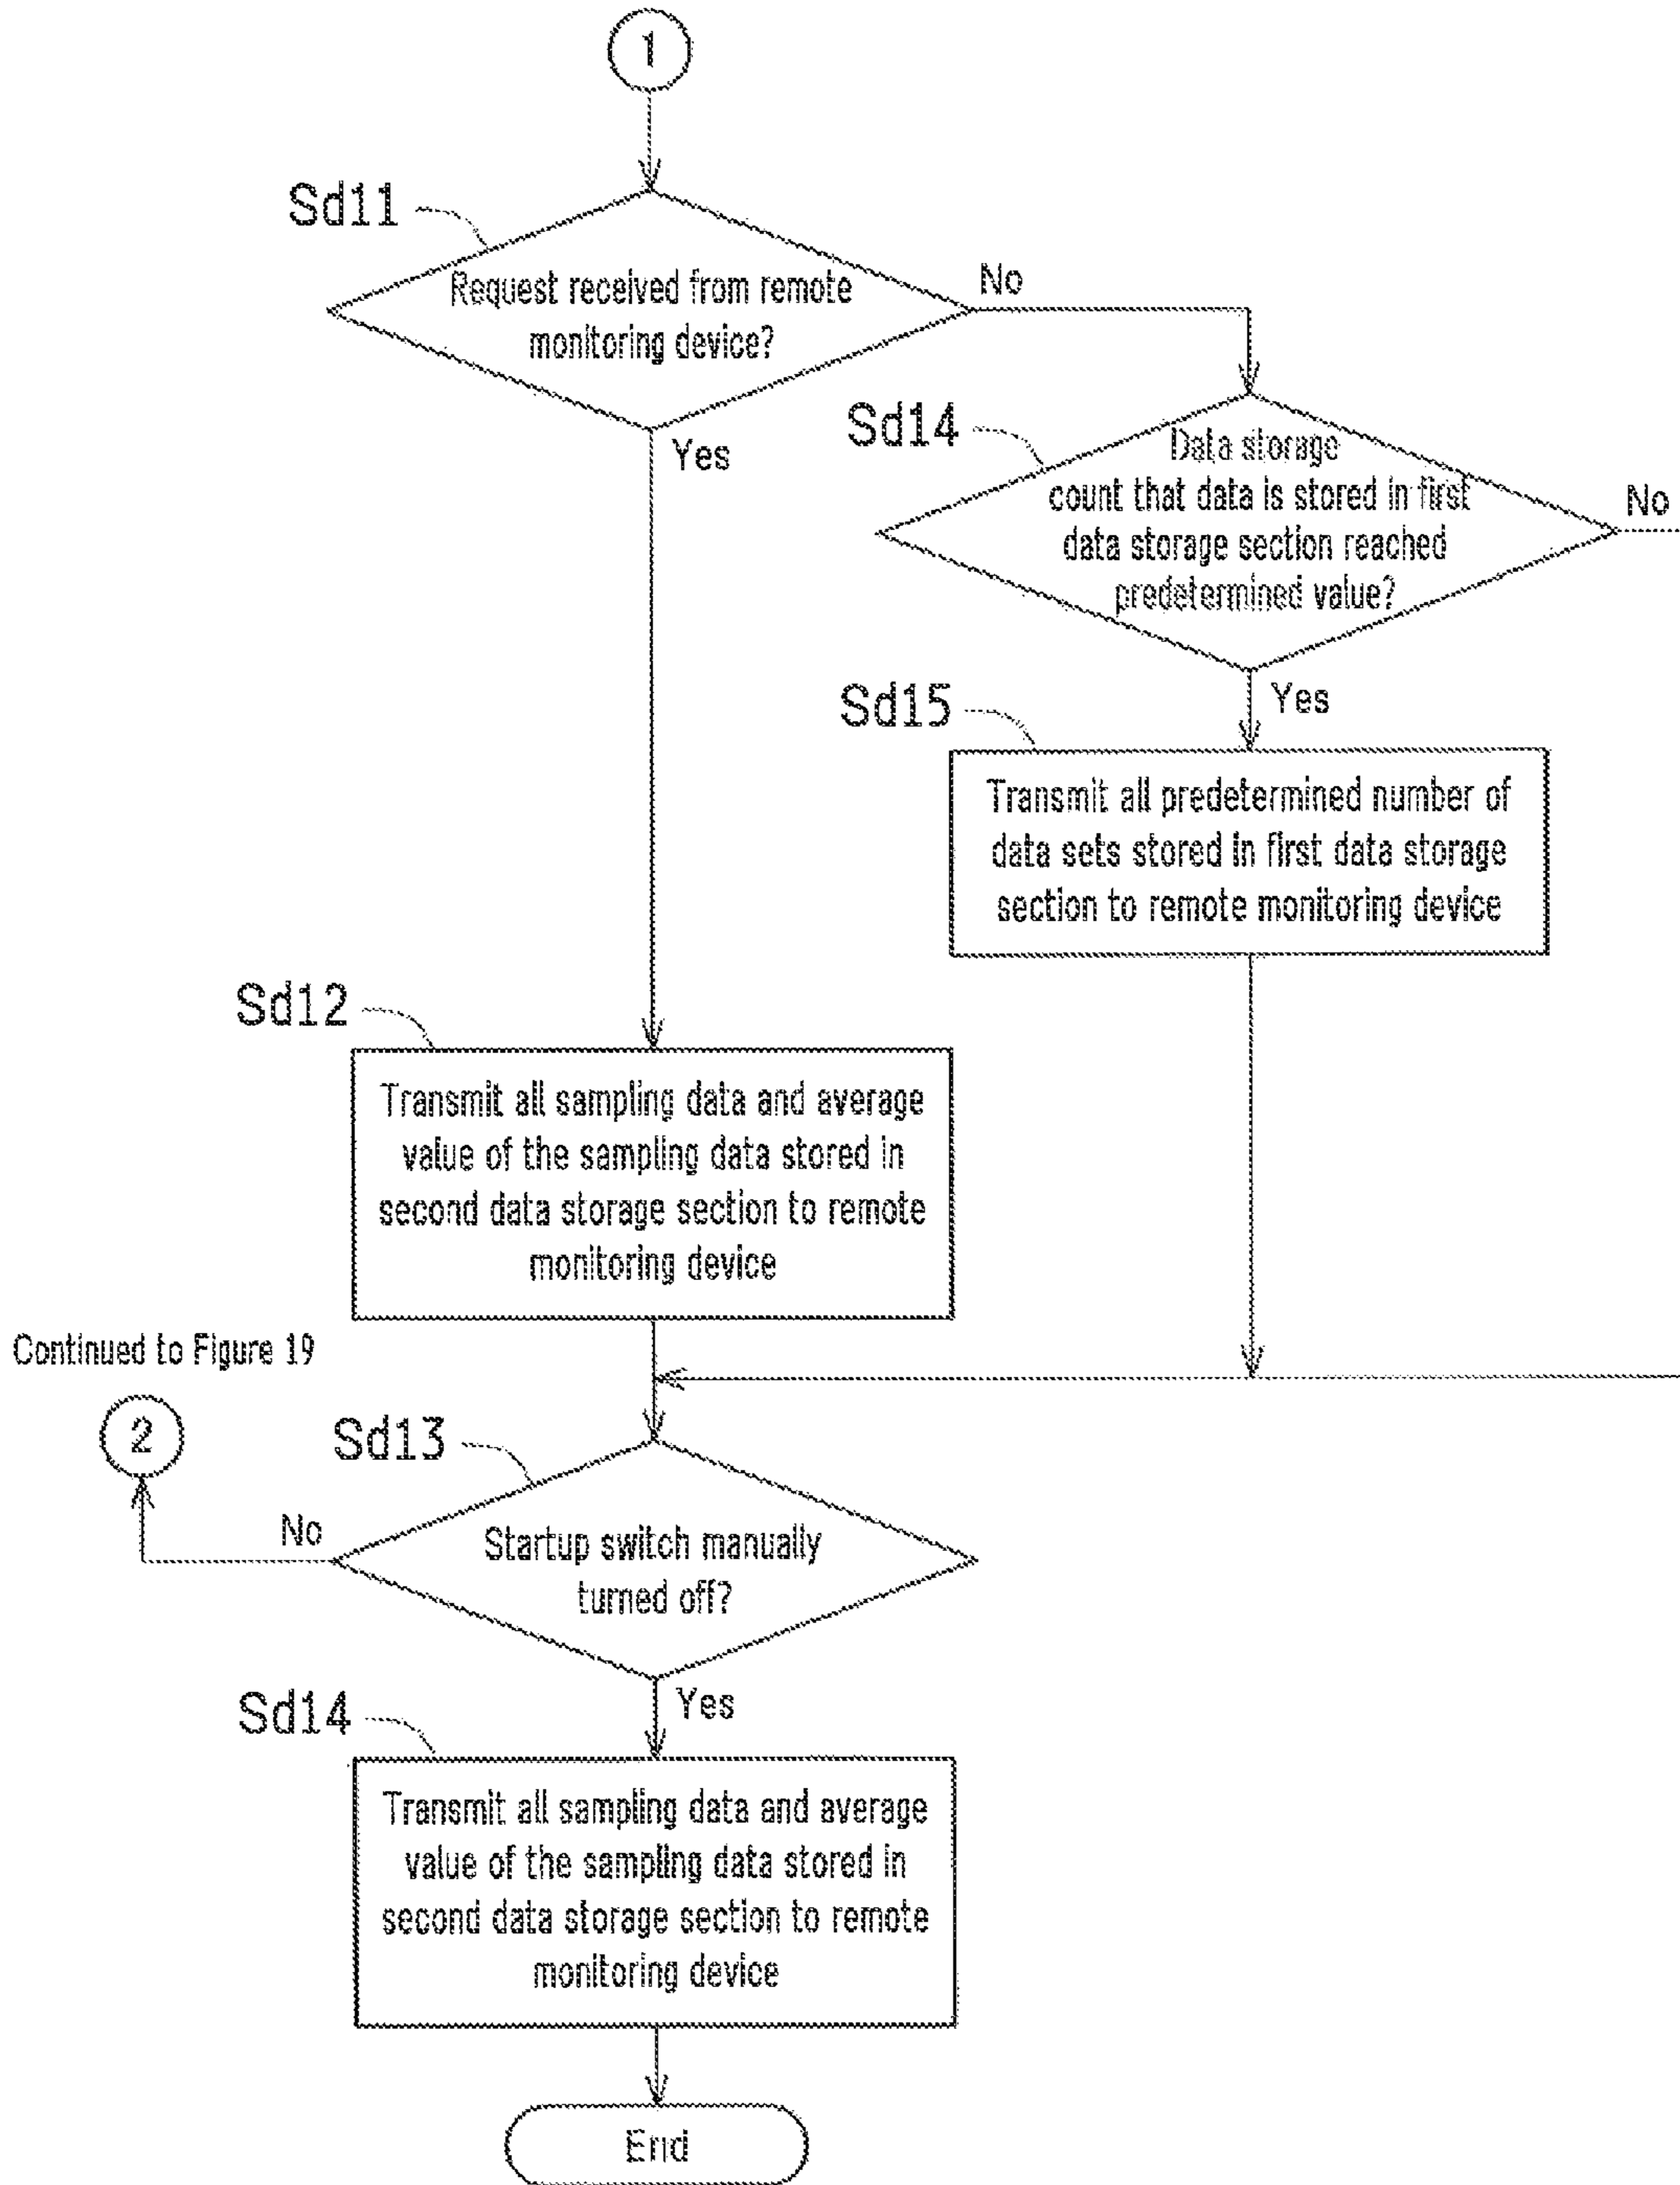 1
Sd11
Request received from remote
monitoring device?
No
Yes
Sd14
Data storage
count that data is stored in first
data storage section reached
predetermined value?
No
Yes
Sd15
Transmit all predetermined number of
data sets stored in first data storage
section to remote monitoring device
Sd12
Transmit all sampling data and average
value of the sampling data stored in
second data storage section to remote
monitoring device
Continued to Figure 19
2
Sd13
No
Startup switch manually
turned off?
Yes
Sd14
Transmit all sampling data and average
value of the sampling data stored in
second data storage section to remote
monitoring device
End